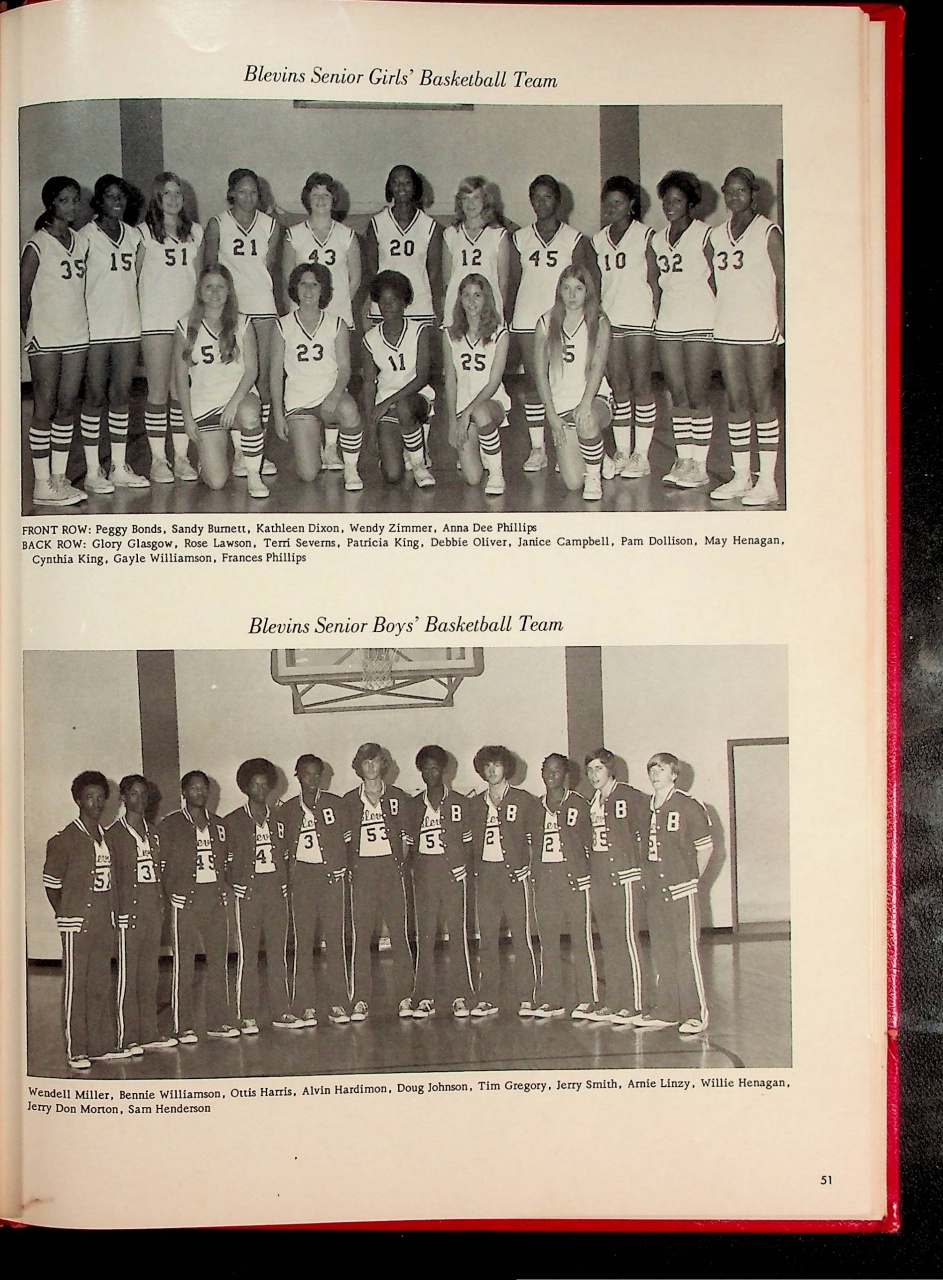 Blevins Senior Girls' Basketball Team
35 15 51 21 43 20 12 45 10 32 33
23 11 25
FRONT ROW: Peggy Bonds, Sandy Burnett, Kathleen Dixon, Wendy Zimmer, Anna Dee Phillips
BACK ROW: Glory Glasgow, Rose Lawson, Terri Severns, Patricia King, Debbie Oliver, Janice Campbell, Pam Dollison, May Henagan,
Cynthia King, Gayle Williamson, Frances Phillips
Blevins Senior Boys' Basketball Team
B B B B B B B B
53
Wendell Miller, Bennie Williamson, Ottis Harris, Alvin Hardimon, Doug Johnson, Tim Gregory, Jerry Smith, Arnie Linzy, Willie Henagan,
Jerry Don Morton, Sam Henderson
51